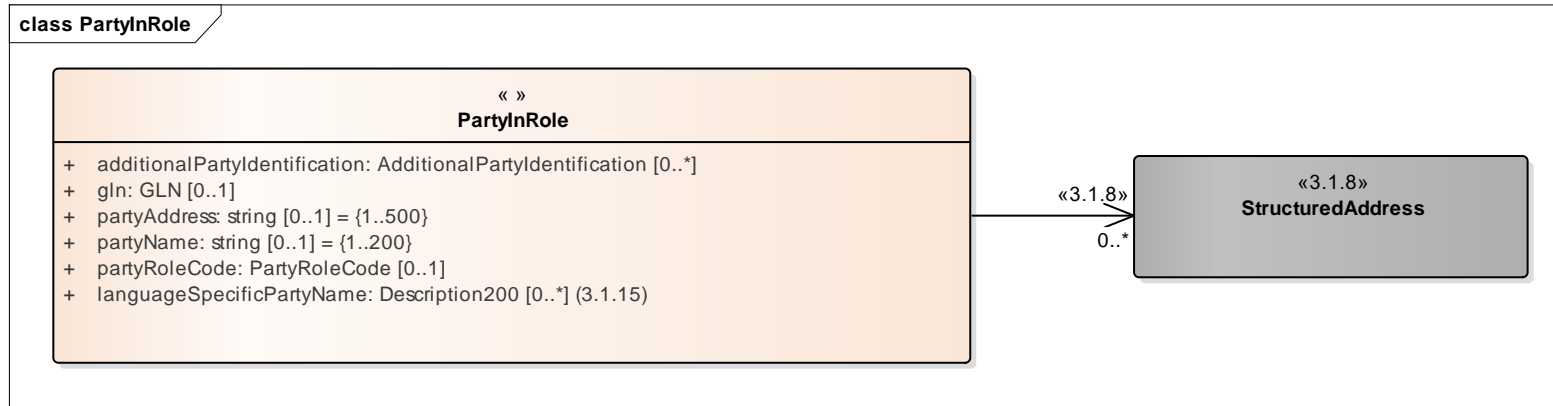 class PartyInRole
« »
PartyInRole
+ additionalPartyIdentification: AdditionalPartyIdentification [0..*]
+ gln: GLN [0..1]
+ partyAddress: string [0..1] = {1..500}
+ partyName: string [0..1] = {1..200}
+ partyRoleCode: PartyRoleCode [0..1]
+ languageSpecificPartyName: Description200 [0..*] (3.1.15)
«3.1.8»
0..*
«3.1.8»
StructuredAddress